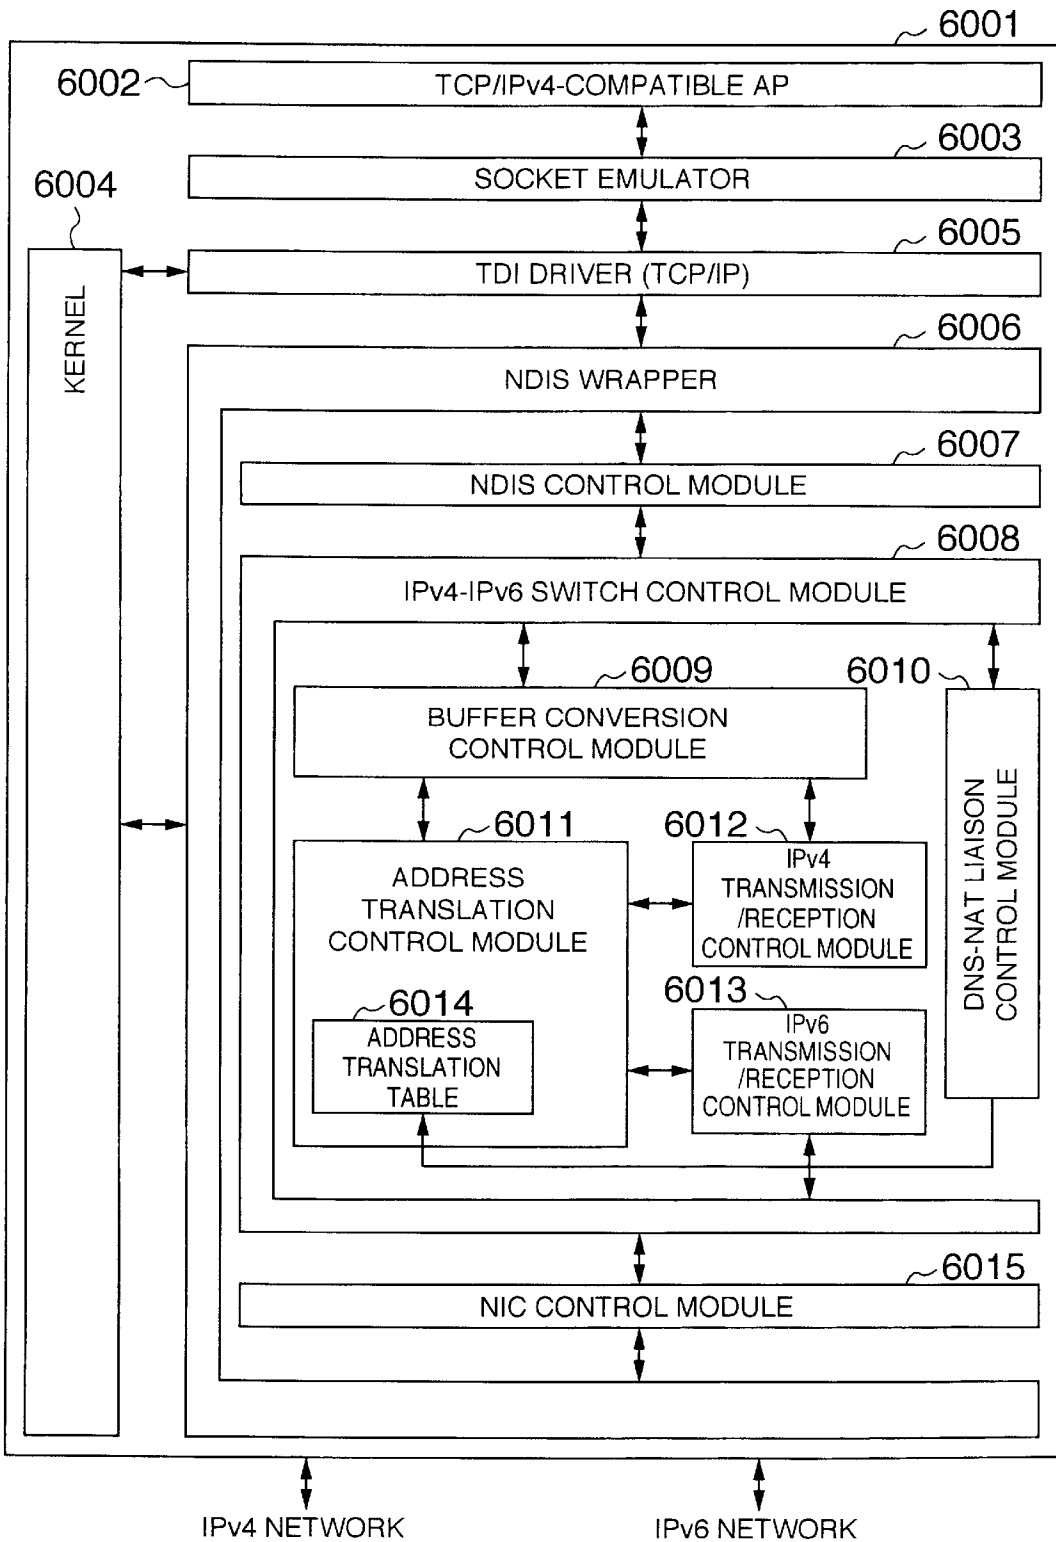 6001
6002
TCP/IPv4-COMPATIBLE AP
6003
SOCKET EMULATOR
6004
KERNEL
6005
TDI DRIVER (TCP/IP)
6006
NDIS WRAPPER
6007
NDIS CONTROL MODULE
6008
IPv4-IPv6 SWITCH CONTROL MODULE
6009
BUFFER CONVERSION
CONTROL MODULE
6010
DNS-NAT LIAISON
CONTROL MODULE
6011
ADDRESS
TRANSLATION
CONTROL MODULE
6012
IPv4
TRANSMISSION
/RECEPTION
CONTROL MODULE
6013
IPv6
TRANSMISSION
/RECEPTION
CONTROL MODULE
6014
ADDRESS
TRANSLATION
TABLE
6015
NIC CONTROL MODULE
IPv4 NETWORK
IPv6 NETWORK